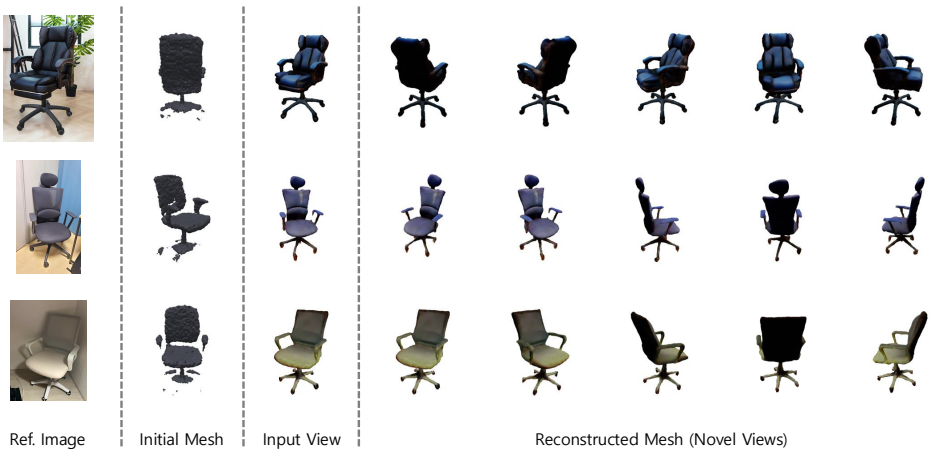 Ref. Image
Initial Mesh
Input View
Reconstructed Mesh (Novel Views)